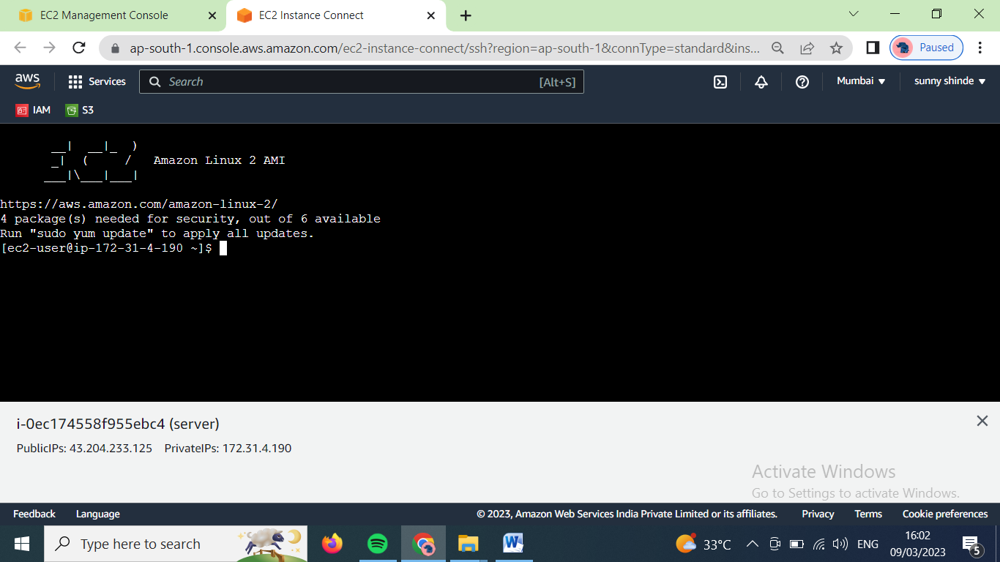 EC2 Management Console
EC2 Instance Connect
ap-south-1.console.aws.amazon.com/ec2-instance-connect/ssh?region=ap-south-1&connType=standard&ins...
Paused
aws
Services
Search
[Alt+S]
Mumbai
sunny shinde
IAM
S3
__|  __|_  )
_|  (     /   Amazon Linux 2 AMI
___|\___|___|
https://aws.amazon.com/amazon-linux-2/
4 package(s) needed for security, out of 6 available
Run "sudo yum update" to apply all updates.
[ec2-user@ip-172-31-4-190 ~]$
i-0ec174558f955ebc4 (server)
PublicIPs: 43.204.233.125 PrivateIPs: 172.31.4.190
Activate Windows
Go to Settings to activate Windows.
Feedback
Language
© 2023, Amazon Web Services India Private Limited or its affiliates.
Privacy
Terms
Cookie preferences
Type here to search
33°C
ENG
16:02
09/03/2023
5